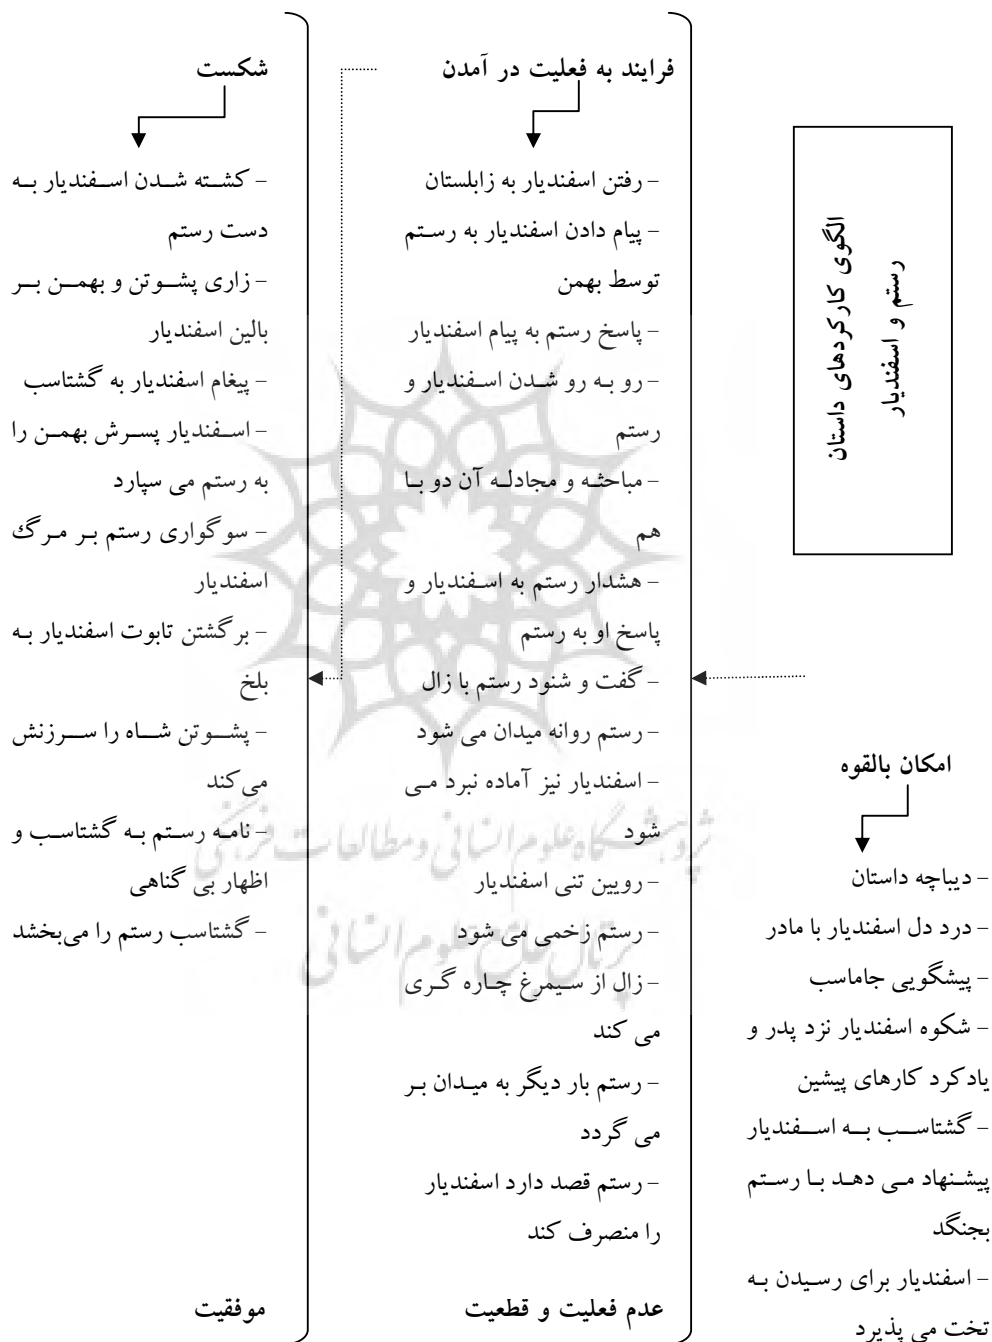 الگوی کارکردهای داستان
رستم و اسفندیار
امکان بالقوه
- دیباچه داستان
- درد دل اسفندیار با مادر
- پیشگویی جاماسب
- شکوه اسفندیار نزد پدر و
یادکرد کارهای پیشین
- گشتاسب به اسفندیار
پیشنهاد می دهد با رستم
بجنگد
- اسفندیار برای رسیدن به
تخت می پذیرد
فرایند به فعلیت در آمدن
- رفتن اسفندیار به زابلستان
- پیام دادن اسفندیار به رستم
توسط بهمن
- پاسخ رستم به پیام اسفندیار
- رو به رو شدن اسفندیار و
رستم
- مباحثه و مجادله آن دو با
هم
- هشدار رستم به اسفندیار و
پاسخ او به رستم
- گفت و شنود رستم با زال
- رستم روانه میدان می شود
- اسفندیار نیز آماده نبرد می
شود
- رویین تنی اسفندیار
- رستم زخمی می شود
- زال از سیمرغ چاره گری
می کند
- رستم بار دیگر به میدان بر
می گردد
- رستم قصد دارد اسفندیار
را منصرف کند
عدم فعلیت و قطعیت
شکست
- کشته شدن اسفندیار به
دست رستم
- زاری پشوتن و بهمن بر
بالین اسفندیار
- پیغام اسفندیار به گشتاسب
- اسفندیار پسرش بهمن را
به رستم می سپارد
- سوگواری رستم بر مرگ
اسفندیار
- برگشتن تابوت اسفندیار به
بلخ
- پشوتن شاه را سرزنش
می‌کند
- نامه رستم به گشتاسب و
اظهار بی گناهی
- گشتاسب رستم را می‌بخشد
موفقیت
پژوهشگاه علوم انسانی و مطالعات فرهنگی
پرتال جامع علوم انسانی